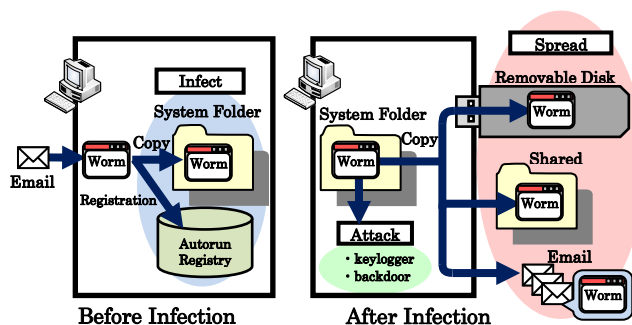 Infect
System Folder
Copy
Worm
Worm
Email
Registration
Autorun
Registry
Before Infection
Spread
Removable Disk
Worm
System Folder
Copy
Worm
Shared
Worm
Attack
・keylogger
・backdoor
Email
Worm
After Infection